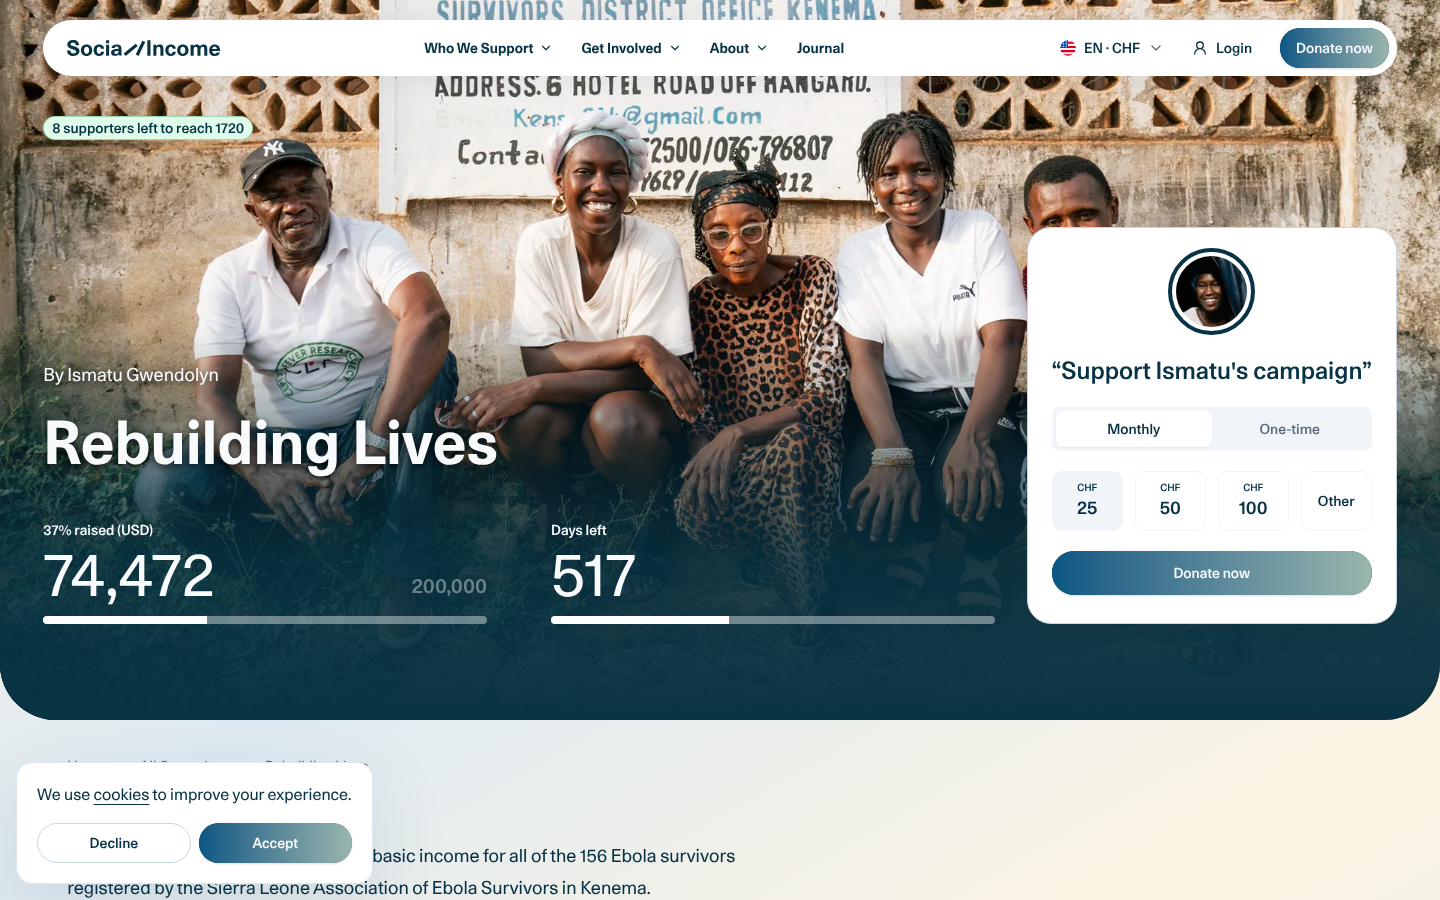 SURVIVORS DISTRICT OFFICE KENEMA.
Social Income
Who We Support
Get Involved
About
Journal
EN · CHF
Login
Donate now
ADDRESS. 6 HOTEL ROAD OFF HANGARD.
@gmail.Com
8 supporters left to reach 1720
2500/076-796807
By Ismatu Gwendolyn
Rebuilding Lives
37% raised (USD)
74,472
200,000
Days left
517
“Support Ismatu's campaign”
Monthly
One-time
CHF
25
CHF
50
CHF
100
Other
Donate now
We use cookies to improve your experience.
Decline
Accept
basic income for all of the 156 Ebola survivors
registered by the Sierra Leone Association of Ebola Survivors in Kenema.